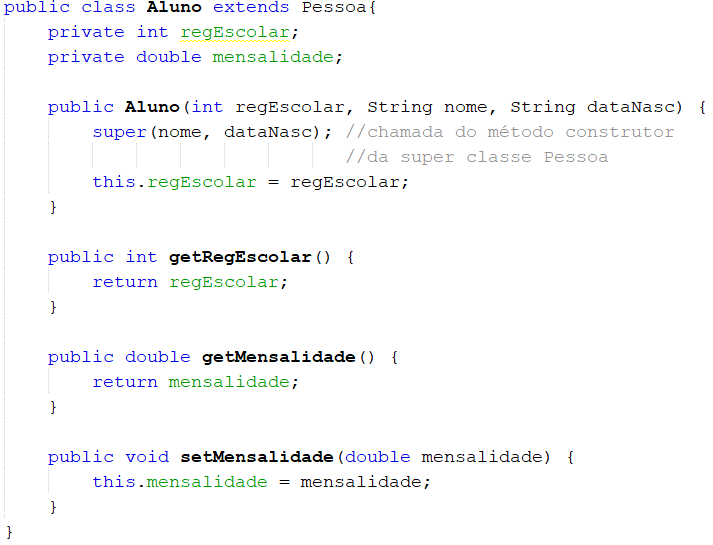 public class Aluno extends Pessoa{
    private int regEscolar;
    private double mensalidade;
    public Aluno(int regEscolar, String nome, String dataNasc) {
        super(nome, dataNasc); //chamada do método construtor
                               //da super classe Pessoa
        this.regEscolar = regEscolar;
    }
    public int getRegEscolar() {
        return regEscolar;
    }
    public double getMensalidade() {
        return mensalidade;
    }
    public void setMensalidade(double mensalidade) {
        this.mensalidade = mensalidade;
    }
}